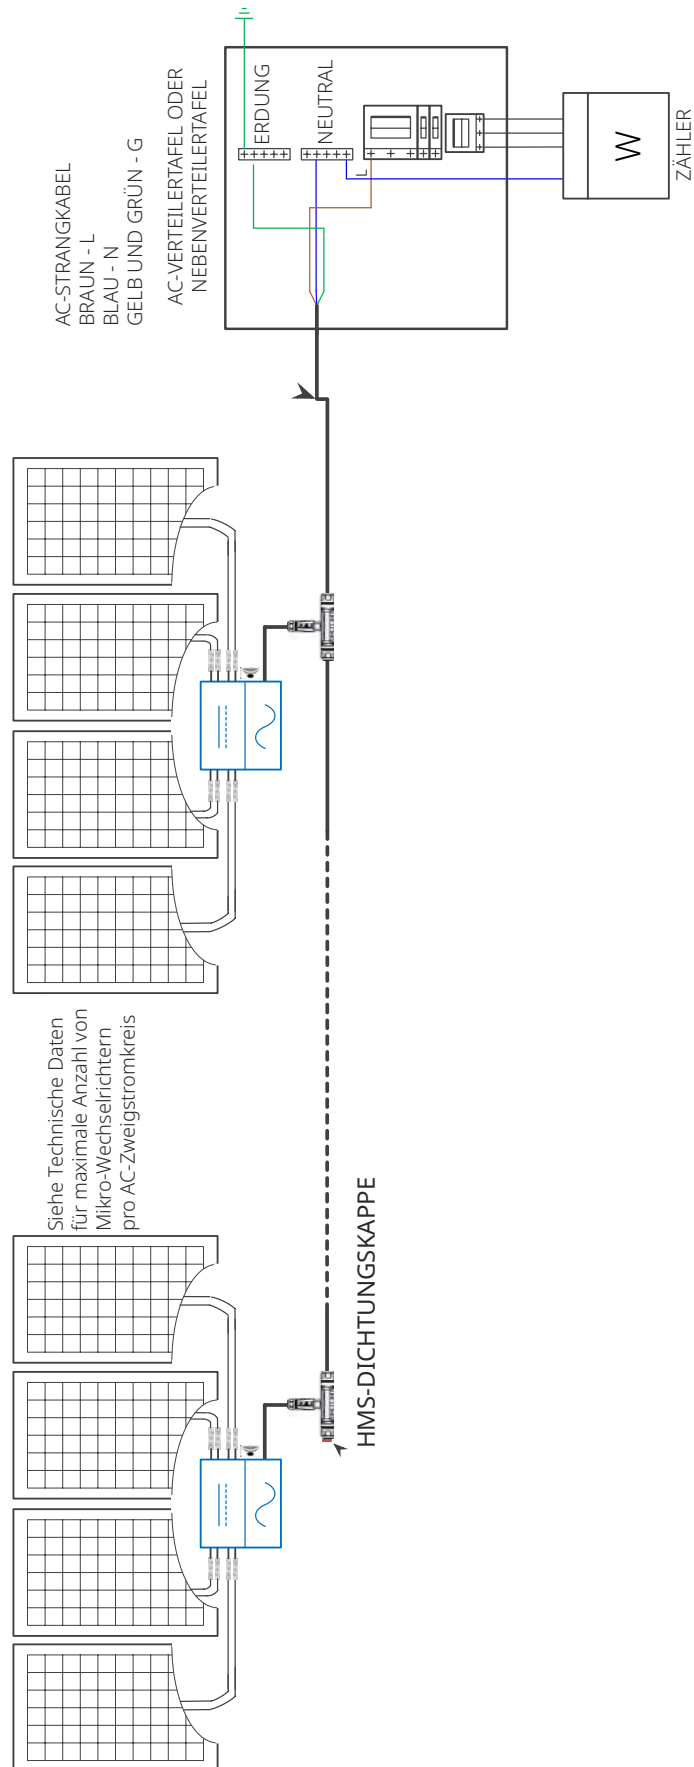 Siehe Technische Daten
für maximale Anzahl von
Mikro-Wechselrichtern
pro AC-Zweigstromkreis
HMS-DICHTUNGSKAPPE
AC-STRANGKABEL
BRAUN - L
BLAU - N
GELB UND GRÜN - G
AC-VERTEILERTAFEL ODER
NEBENVERTEILERTAFEL
ERDUNG
NEUTRAL
L
W
ZÄHLER